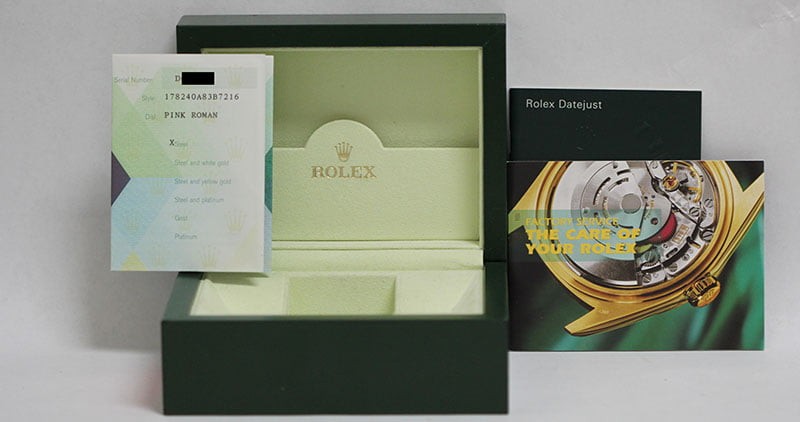 Serial Number D
Style 178240A83B7216
Dial PINK ROMAN
X Steel
Steel and white gold
Steel and yellow gold
Steel and platinum
Gold
Platinum
ROLEX
Rolex Datejust
FACTORY SERVICE
THE CARE OF
YOUR ROLEX